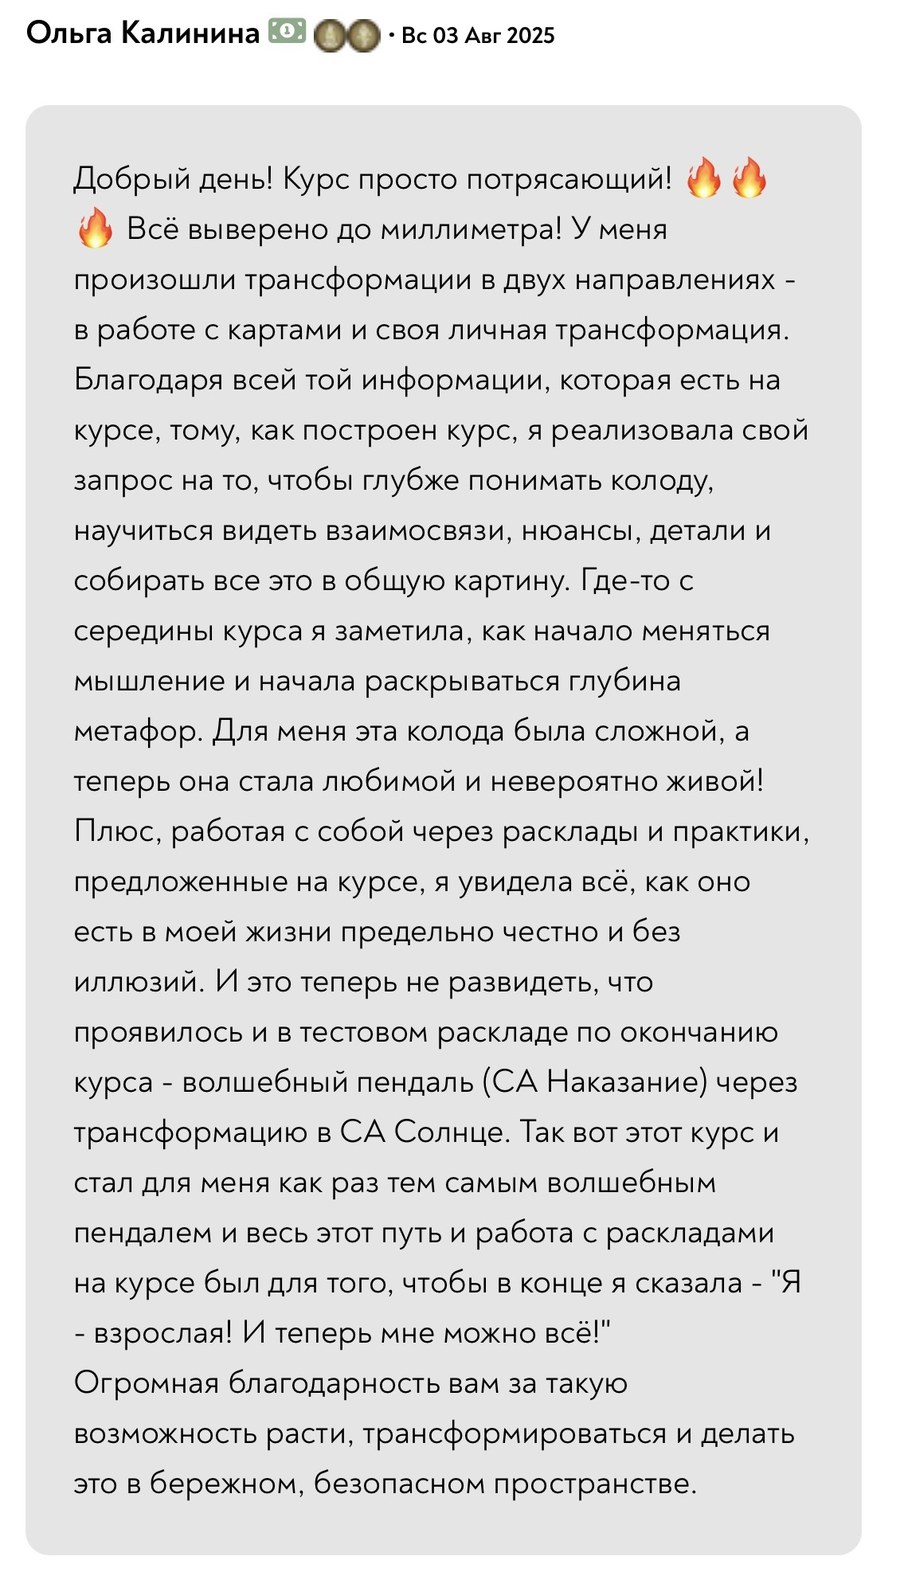 Ольга Калинина • Вс 03 Авг 2025
Добрый день! Курс просто потрясающий! 🔥🔥
🔥 Всё выверено до миллиметра! У меня
произошли трансформации в двух направлениях -
в работе с картами и своя личная трансформация.
Благодаря всей той информации, которая есть на
курсе, тому, как построен курс, я реализовала свой
запрос на то, чтобы глубже понимать колоду,
научиться видеть взаимосвязи, нюансы, детали и
собирать все это в общую картину. Где-то с
середины курса я заметила, как начало меняться
мышление и начала раскрываться глубина
метафор. Для меня эта колода была сложной, а
теперь она стала любимой и невероятно живой!
Плюс, работая с собой через расклады и практики,
предложенные на курсе, я увидела всё, как оно
есть в моей жизни предельно честно и без
иллюзий. И это теперь не развидеть, что
проявилось и в тестовом раскладе по окончанию
курса - волшебный пендаль (СА Наказание) через
трансформацию в СА Солнце. Так вот этот курс и
стал для меня как раз тем самым волшебным
пендалем и весь этот путь и работа с раскладами
на курсе был для того, чтобы в конце я сказала - "Я
- взрослая! И теперь мне можно всё!"
Огромная благодарность вам за такую
возможность расти, трансформироваться и делать
это в бережном, безопасном пространстве.